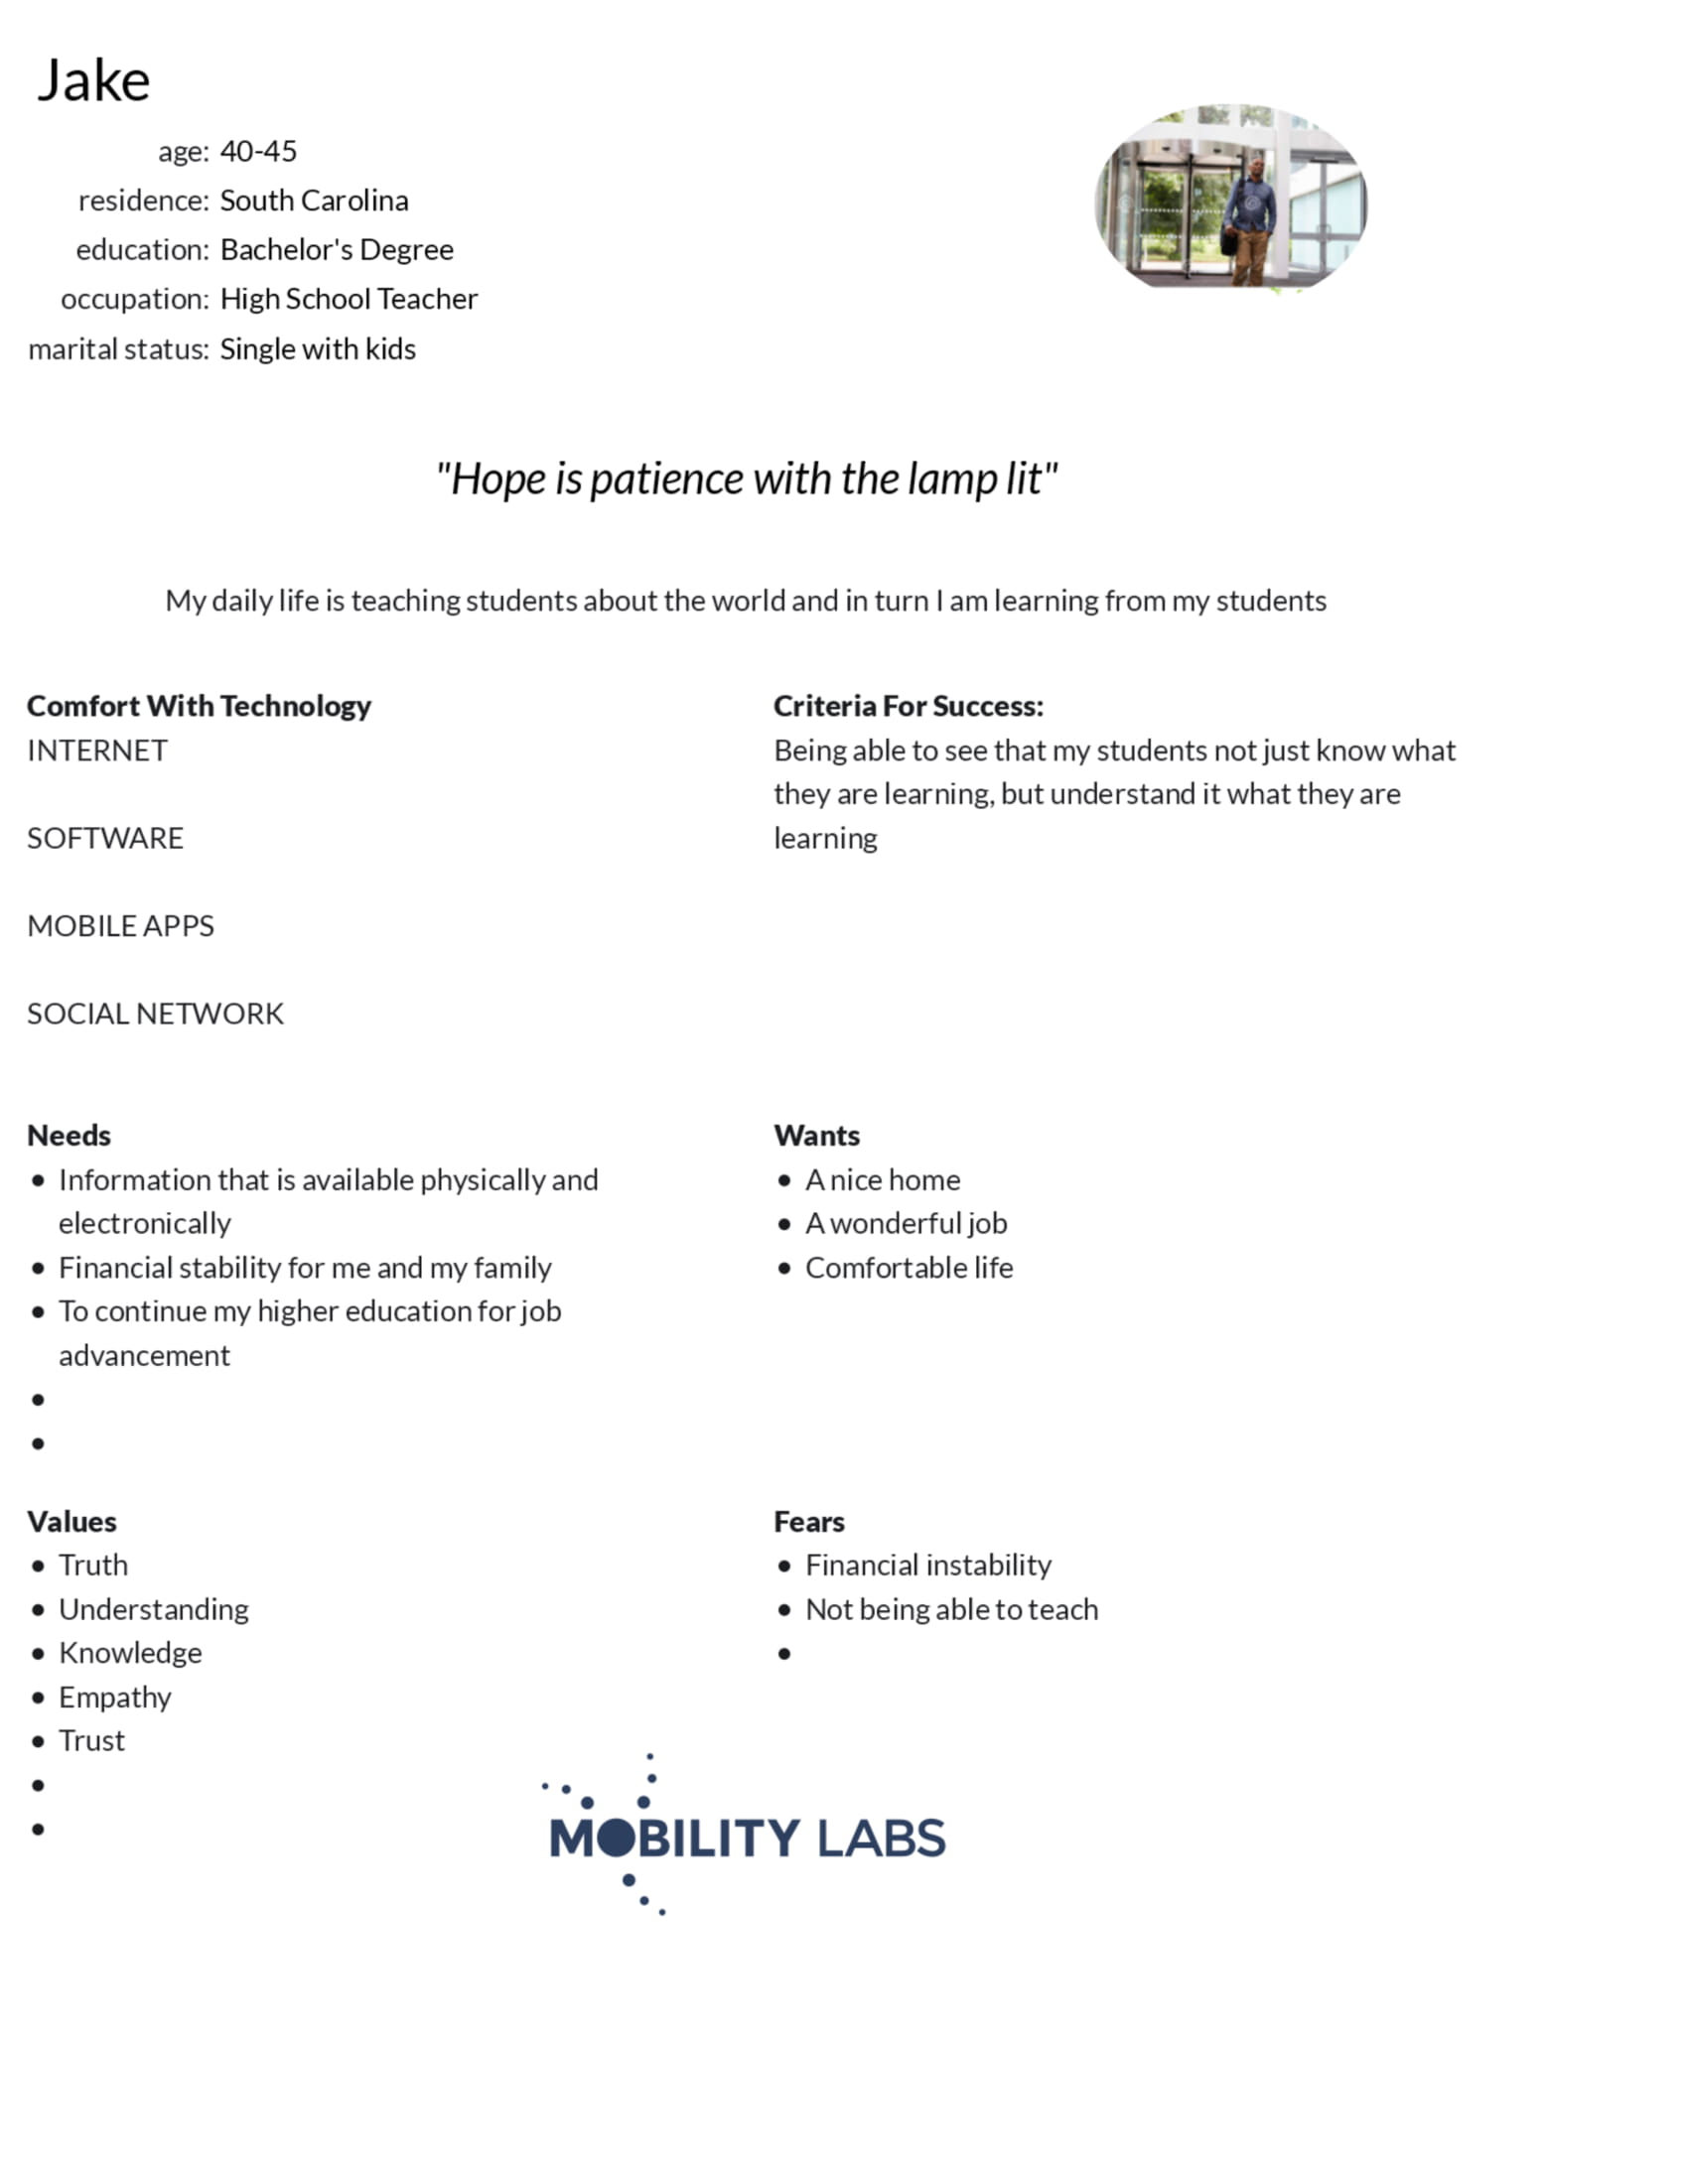 Jake
age: 40-45
residence: South Carolina
education: Bachelor's Degree
occupation: High School Teacher
marital status: Single with kids
"Hope is patience with the lamp lit"
My daily life is teaching students about the world and in turn I am learning from my students
Comfort With Technology
INTERNET
SOFTWARE
MOBILE APPS
SOCIAL NETWORK
Criteria For Success:
Being able to see that my students not just know what
they are learning, but understand it what they are
learning
Needs
• Information that is available physically and
electronically
• Financial stability for me and my family
• To continue my higher education for job
advancement
•
•
Wants
• A nice home
• A wonderful job
• Comfortable life
Values
• Truth
• Understanding
• Knowledge
• Empathy
• Trust
•
•
Fears
• Financial instability
• Not being able to teach
•
MOBILITY LABS